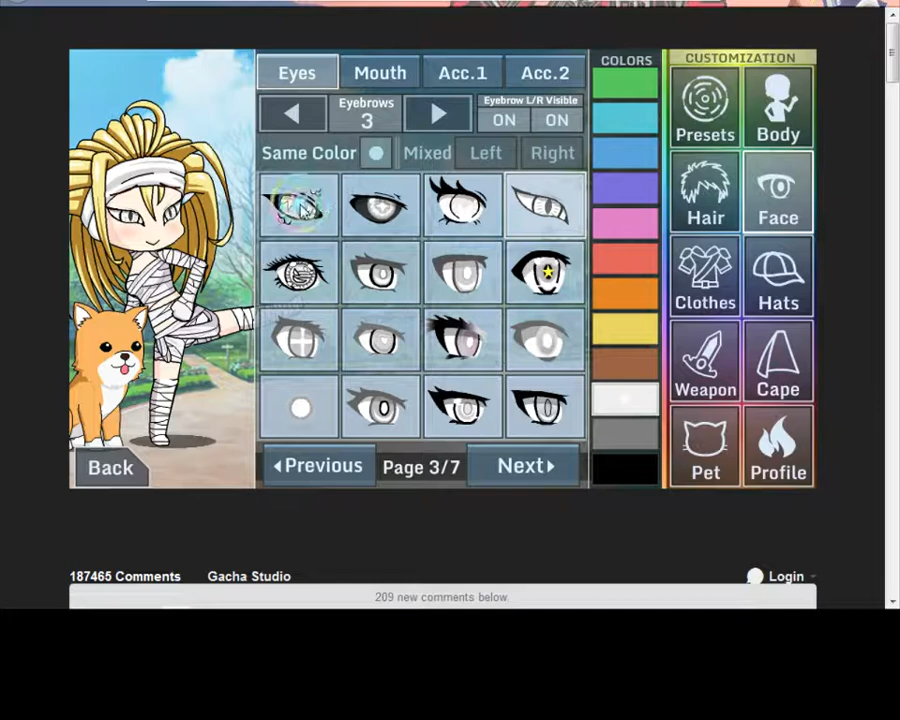 Eyes Mouth Acc.1 Acc.2 COLORS CUSTOMIZATION
Eyebrows 3
Eyebrow L/R Visible
ON ON
Same Color Mixed Left Right
Presets Body
Hair Face
Clothes Hats
Weapon Cape
Pet Profile
Back Previous Page 3/7 Next
187465 Comments Gacha Studio Login
209 new comments below.